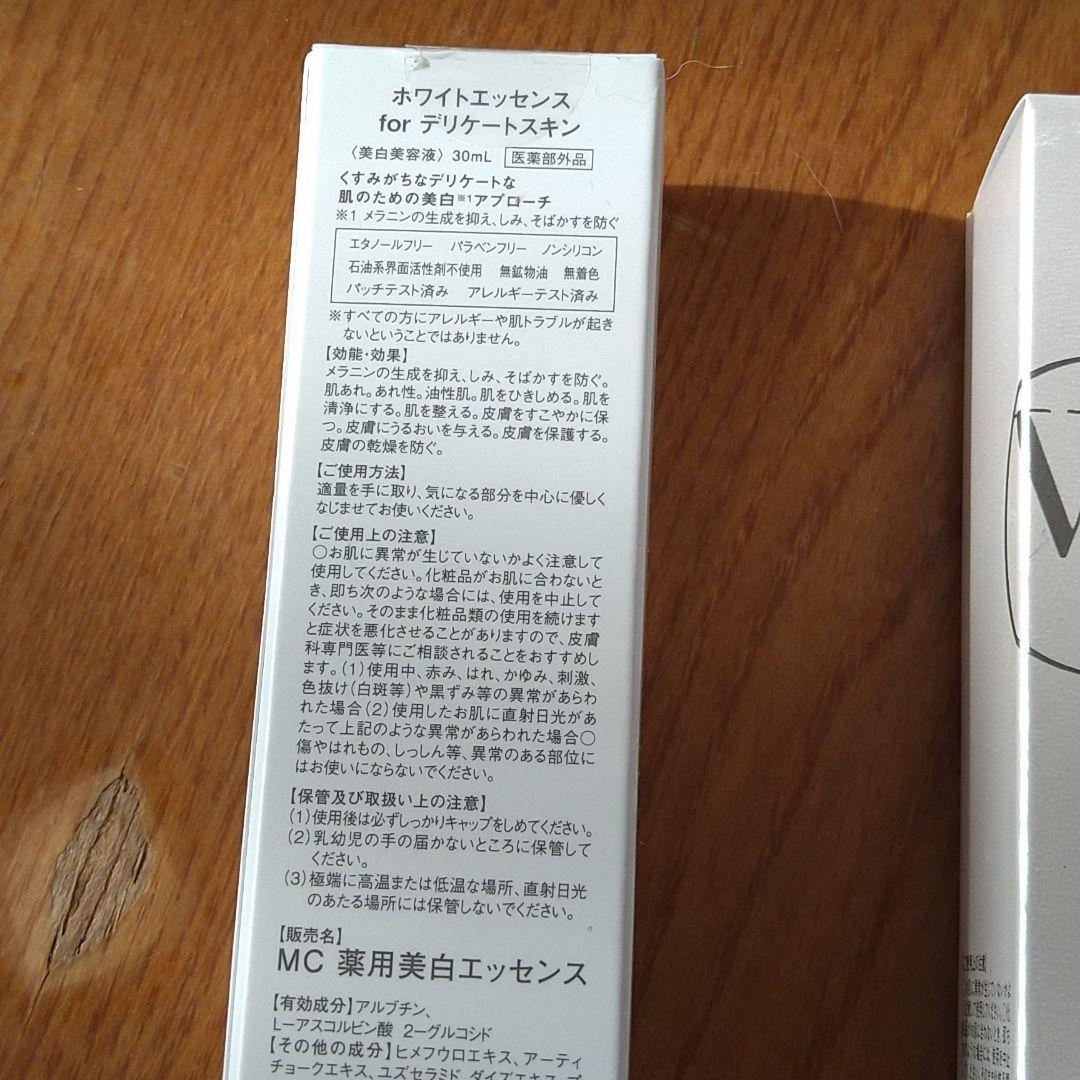 ホワイトエッセンス
for デリケートスキン
〈美白美容液〉30mL 医薬部外品
くすみがちなデリケートな
肌のための美白※1アプローチ
※1 メラニンの生成を抑え、しみ、そばかすを防ぐ
エタノールフリー パラベンフリー ノンシリコン
石油系界面活性剤不使用 無鉱物油 無着色
パッチテスト済み アレルギーテスト済み
※すべての方にアレルギーや肌トラブルが起き
ないということではありません。
【効能・効果】
メラニンの生成を抑え、しみ、そばかすを防ぐ。
肌あれ。あれ性。油性肌。肌をひきしめる。肌を
清浄にする。肌を整える。皮膚をすこやかに保
つ。皮膚にうるおいを与える。皮膚を保護する。
皮膚の乾燥を防ぐ。
【ご使用方法】
適量を手に取り、気になる部分を中心に優しく
なじませてお使いください。
【ご使用上の注意】
○お肌に異常が生じていないかよく注意して
使用してください。化粧品がお肌に合わないと
き、即ち次のような場合には、使用を中止して
ください。そのまま化粧品類の使用を続けます
と症状を悪化させることがありますので、皮膚
科専門医等にご相談されることをおすすめし
ます。(1)使用中、赤み、はれ、かゆみ、刺激、
色抜け(白斑等)や黒ずみ等の異常があらわ
れた場合(2)使用したお肌に直射日光があ
たって上記のような異常があらわれた場合○
傷やはれもの、しっしん等、異常のある部位に
はお使いにならないでください。
【保管及び取扱い上の注意】
(1)使用後は必ずしっかりキャップをしめてください。
(2)乳幼児の手の届かないところに保管して
ください。
(3)極端に高温または低温な場所、直射日光
のあたる場所には保管しないでください。
【販売名】
MC 薬用美白エッセンス
【有効成分】アルブチン、
L-アスコルビン酸 2-グルコシド
【その他の成分】ヒメフウロエキス、アーティ
チョークエキス、ユズセラミド、ダイズエキス、